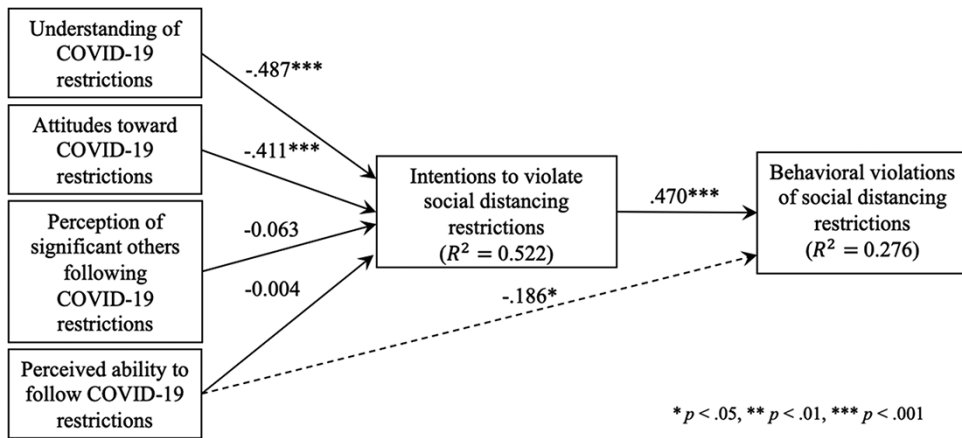 Understanding of
COVID-19
restrictions
-.487***
Attitudes toward
COVID-19
restrictions
-.411***
Perception of
significant others
following
COVID-19
restrictions
-0.063
-0.004
Perceived ability to
follow COVID-19
restrictions
Intentions to violate
social distancing
restrictions
(R² = 0.522)
.470***
-.186*
Behavioral violations
of social distancing
restrictions
(R² = 0.276)
* p < .05, ** p < .01, *** p < .001